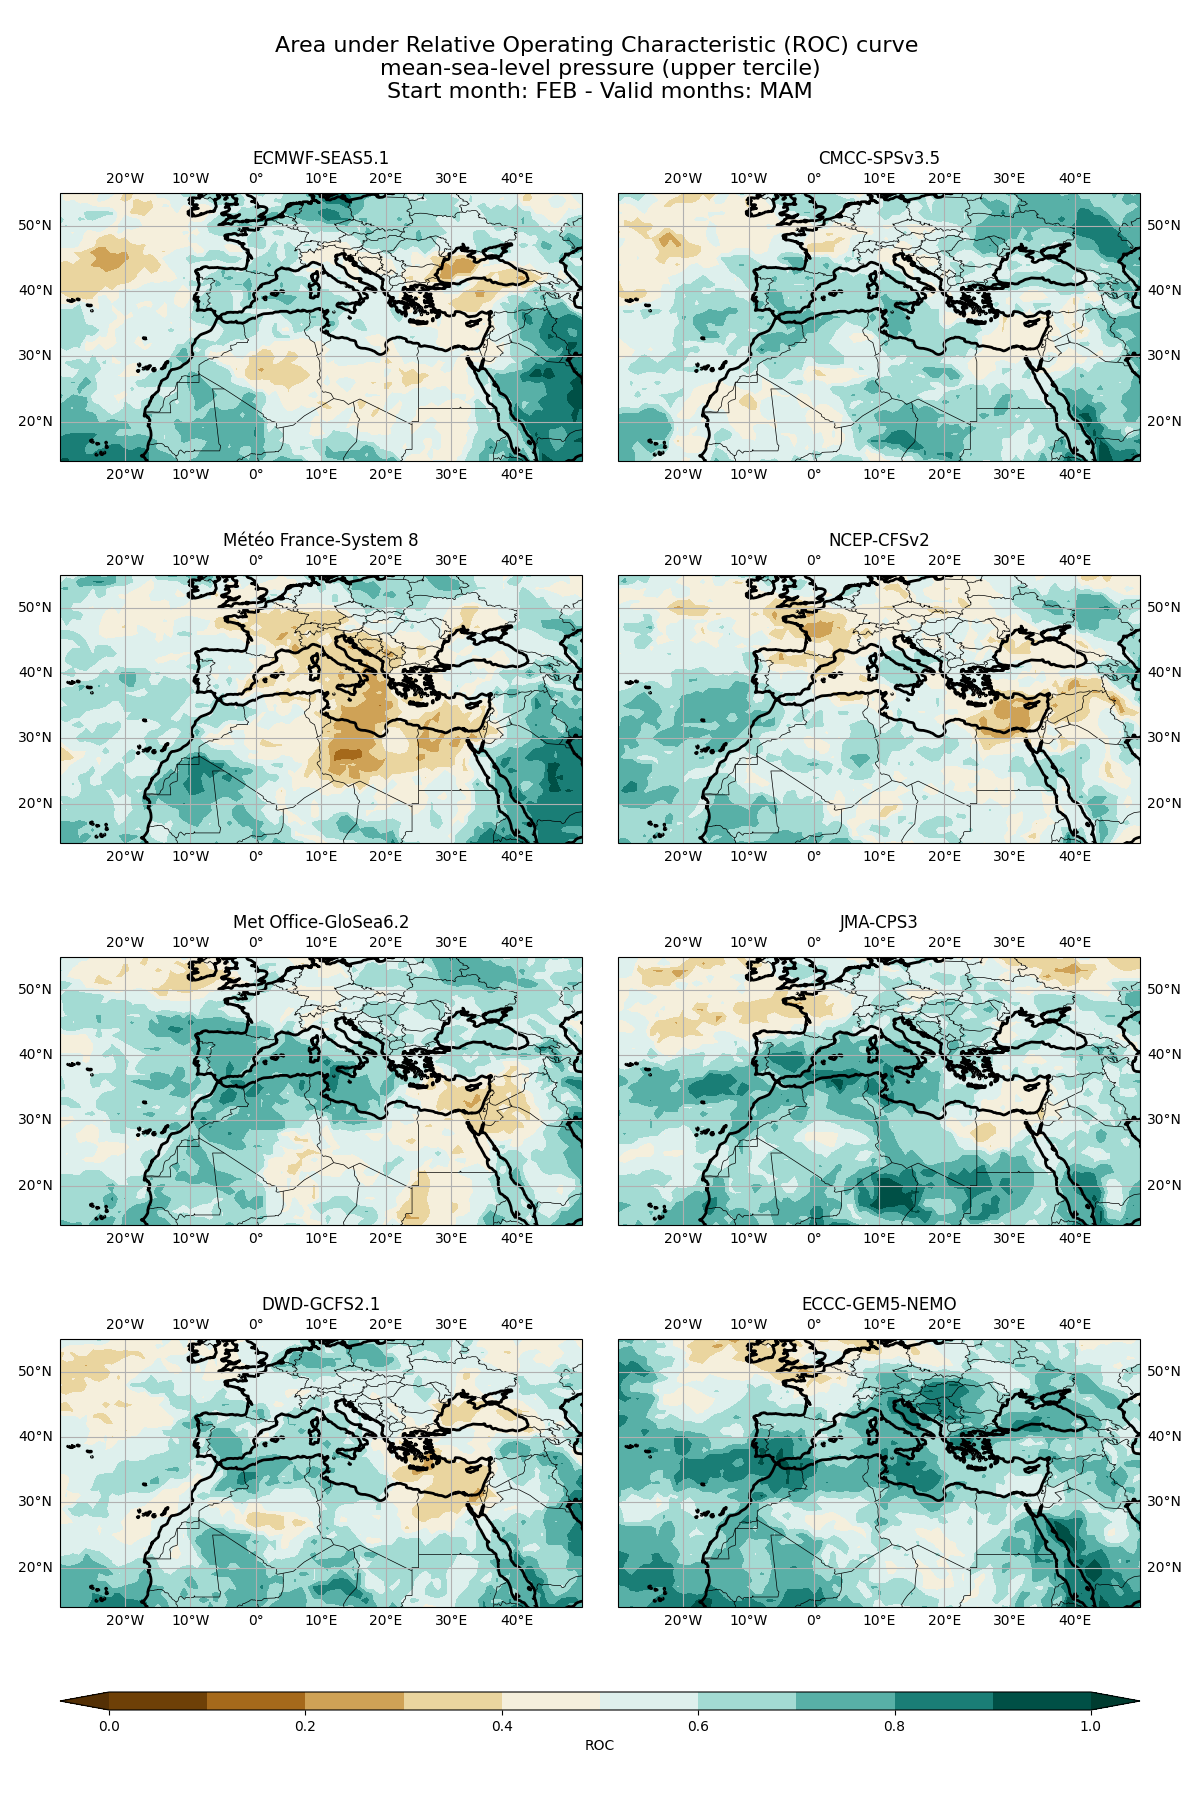 Area under Relative Operating Characteristic (ROC) curve
mean-sea-level pressure (upper tercile)
Start month: FEB - Valid months: MAM
ECMWF-SEAS5.1
20°W 10°W 0° 10°E 20°E 30°E 40°E
50°N
40°N
30°N
20°N
20°W 10°W 0° 10°E 20°E 30°E 40°E
CMCC-SPSv3.5
20°W 10°W 0° 10°E 20°E 30°E 40°E
50°N
40°N
30°N
20°N
20°W 10°W 0° 10°E 20°E 30°E 40°E
Météo France-System 8
20°W 10°W 0° 10°E 20°E 30°E 40°E
50°N
40°N
30°N
20°N
20°W 10°W 0° 10°E 20°E 30°E 40°E
NCEP-CFSv2
20°W 10°W 0° 10°E 20°E 30°E 40°E
50°N
40°N
30°N
20°N
20°W 10°W 0° 10°E 20°E 30°E 40°E
Met Office-GloSea6.2
20°W 10°W 0° 10°E 20°E 30°E 40°E
50°N
40°N
30°N
20°N
20°W 10°W 0° 10°E 20°E 30°E 40°E
JMA-CPS3
20°W 10°W 0° 10°E 20°E 30°E 40°E
50°N
40°N
30°N
20°N
20°W 10°W 0° 10°E 20°E 30°E 40°E
DWD-GCFS2.1
20°W 10°W 0° 10°E 20°E 30°E 40°E
50°N
40°N
30°N
20°N
20°W 10°W 0° 10°E 20°E 30°E 40°E
ECCC-GEM5-NEMO
20°W 10°W 0° 10°E 20°E 30°E 40°E
50°N
40°N
30°N
20°N
20°W 10°W 0° 10°E 20°E 30°E 40°E
0.0 0.2 0.4 0.6 0.8 1.0
ROC